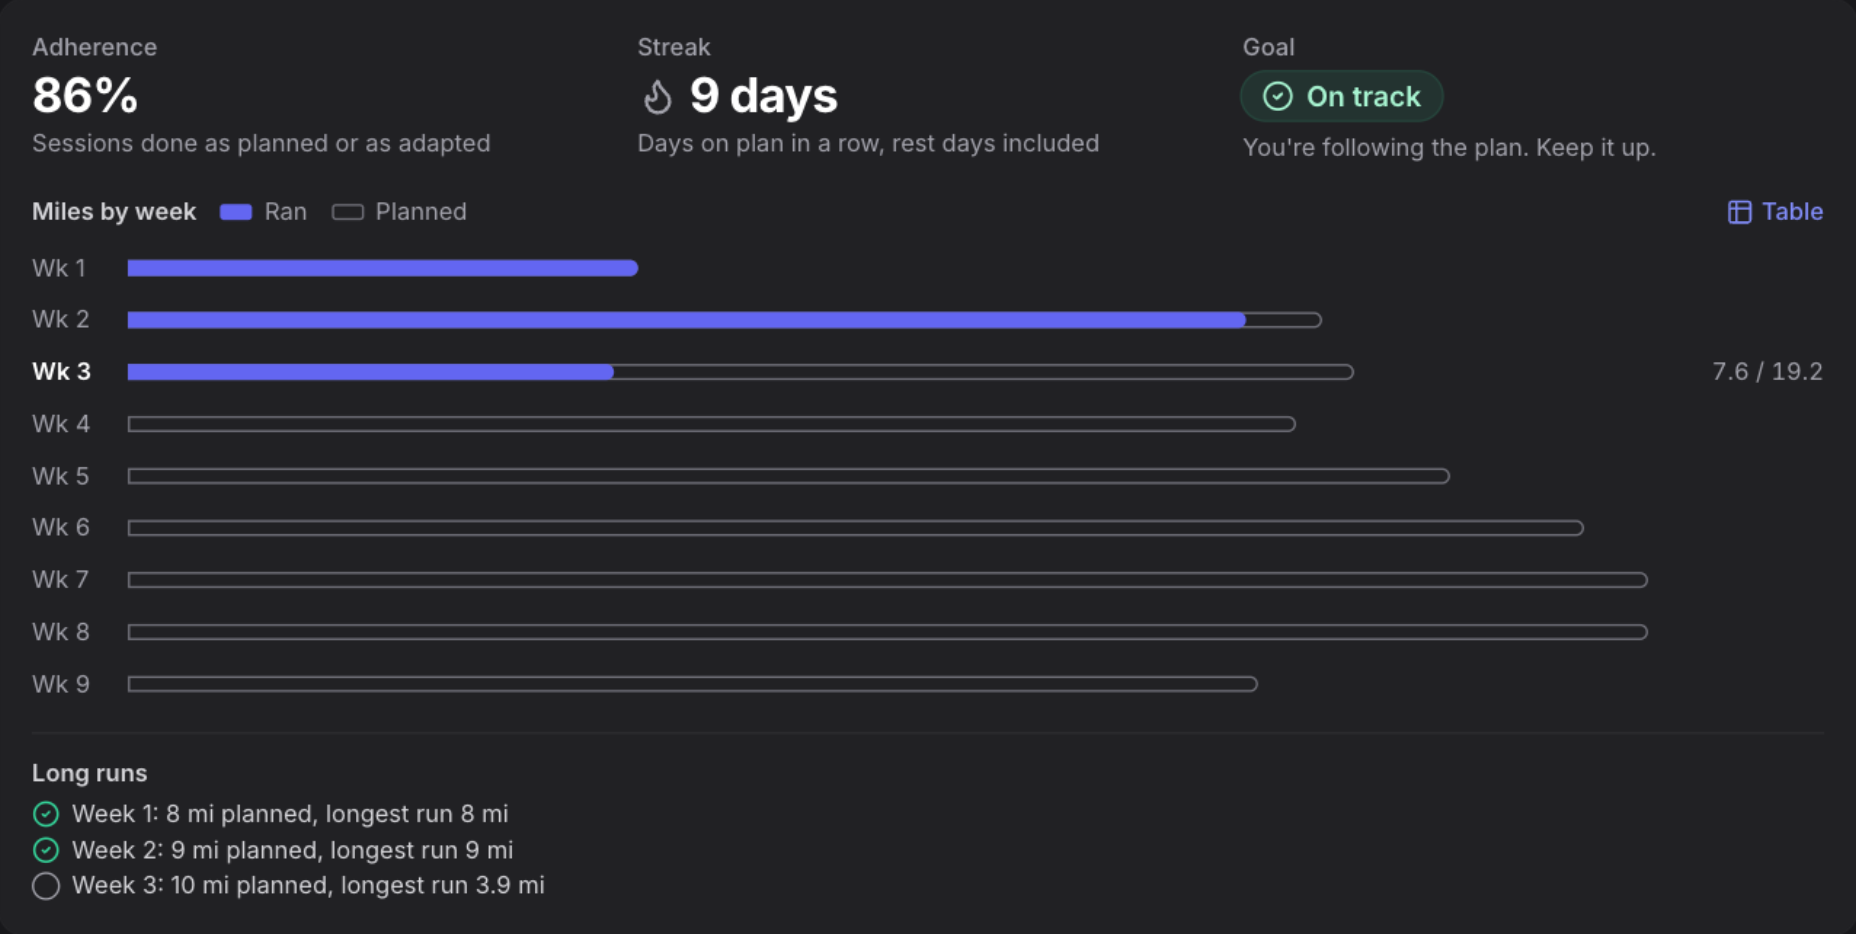 Adherence
86%
Sessions done as planned or as adapted
Streak
9 days
Days on plan in a row, rest days included
Goal
On track
You're following the plan. Keep it up.
Miles by week Ran Planned
Table
Wk 1
Wk 2
Wk 3 7.6 / 19.2
Wk 4
Wk 5
Wk 6
Wk 7
Wk 8
Wk 9
Long runs
Week 1: 8 mi planned, longest run 8 mi
Week 2: 9 mi planned, longest run 9 mi
Week 3: 10 mi planned, longest run 3.9 mi